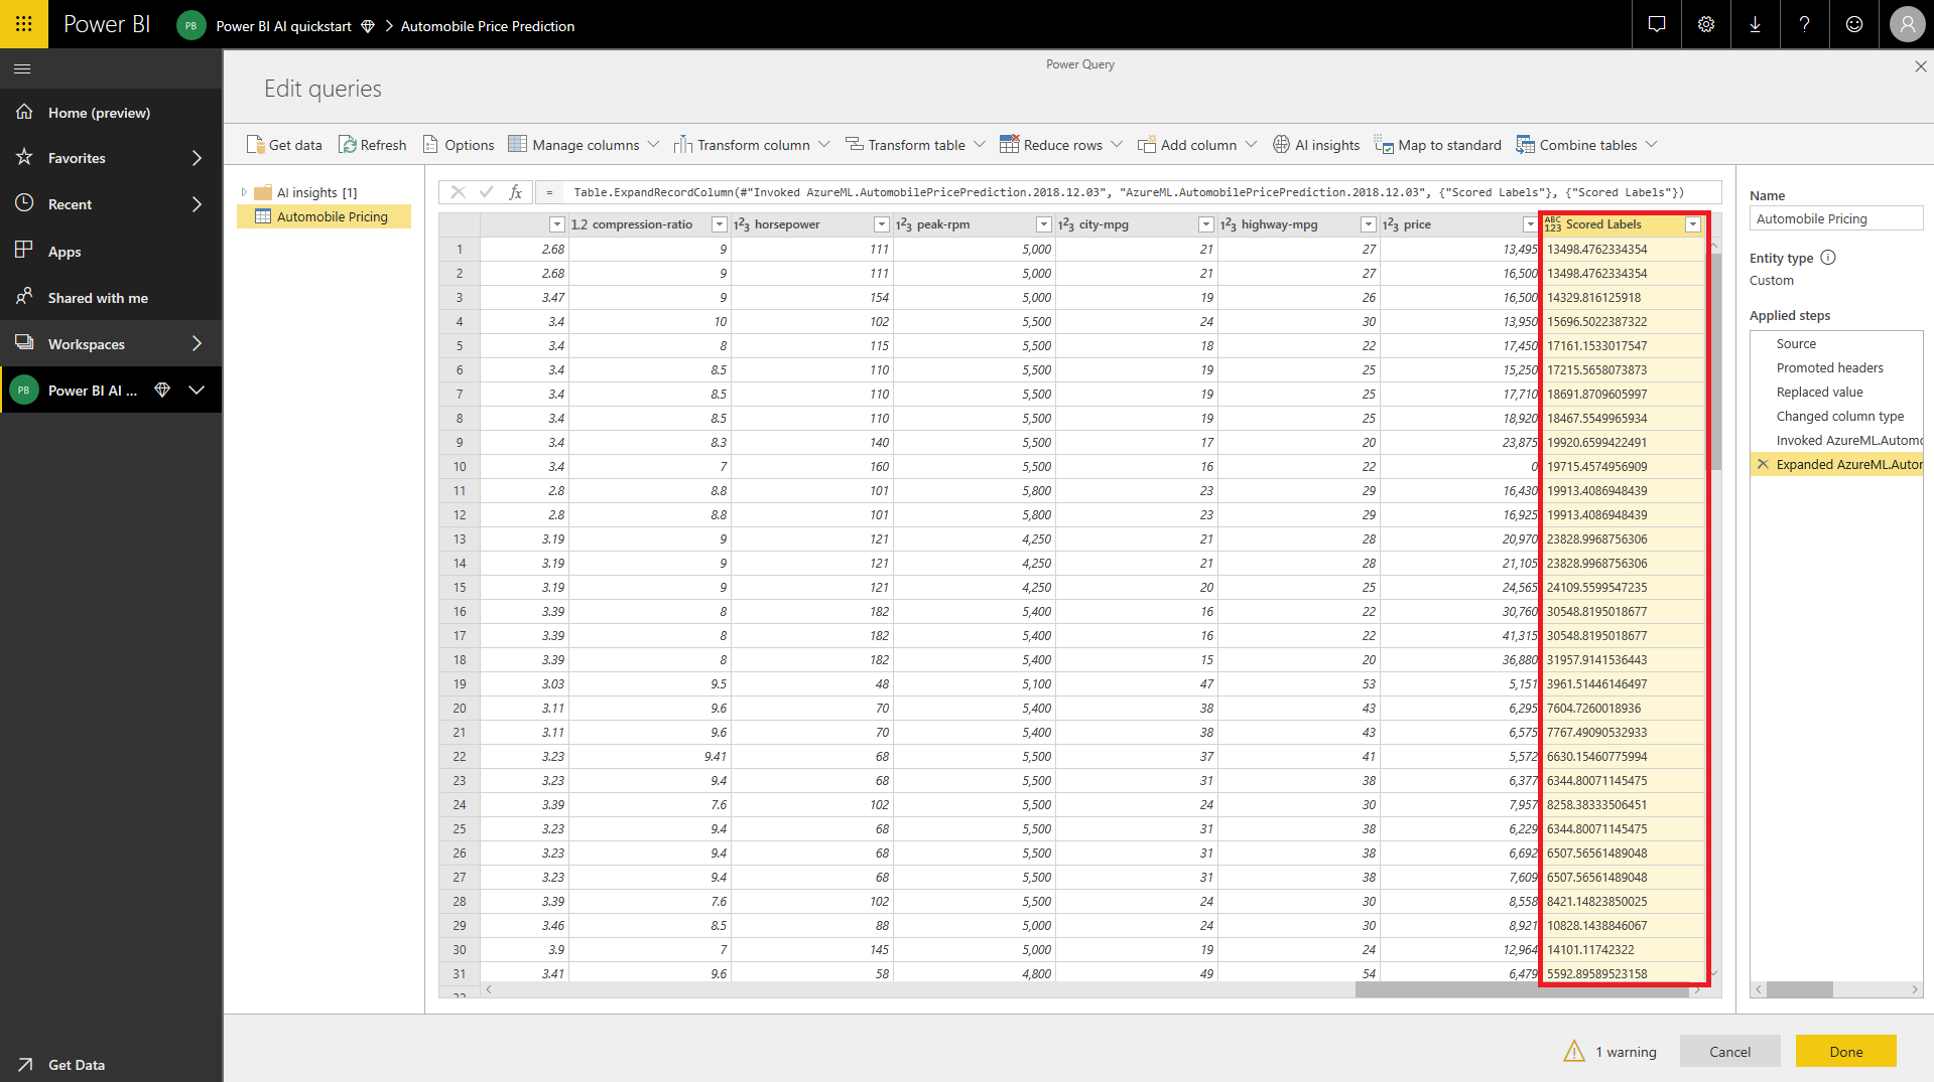 Power BI
PB
Power BI AI quickstart
Automobile Price Prediction
Home (preview)
Favorites
Recent
Apps
Shared with me
Workspaces
PB
Power BI AI ...
Get Data
Power Query
Edit queries
Get data
Refresh
Options
Manage columns
Transform column
Transform table
Reduce rows
Add column
AI insights
Map to standard
Combine tables
AI insights [1]
Automobile Pricing
fx
= Table.ExpandRecordColumn(#"Invoked AzureML.AutomobilePricePrediction.2018.12.03", "AzureML.AutomobilePricePrediction.2018.12.03", {"Scored Labels"}, {"Scored Labels"})
1.2 compression-ratio 123 horsepower 123 peak-rpm 123 city-mpg 123 highway-mpg 123 price ABC 123 Scored Labels
1 2.68 9 111 5,000 21 27 13,495 13498.4762334354
2 2.68 9 111 5,000 21 27 16,500 13498.4762334354
3 3.47 9 154 5,000 19 26 16,500 14329.816125918
4 3.4 10 102 5,500 24 30 13,950 15696.5022387322
5 3.4 8 115 5,500 18 22 17,450 17161.1533017547
6 3.4 8.5 110 5,500 19 25 15,250 17215.5658073873
7 3.4 8.5 110 5,500 19 25 17,710 18691.8709605997
8 3.4 8.5 110 5,500 19 25 18,920 18467.5549965934
9 3.4 8.3 140 5,500 17 20 23,875 19920.6599422491
10 3.4 7 160 5,500 16 22 0 19715.4574956909
11 2.8 8.8 101 5,800 23 29 16,430 19913.4086948439
12 2.8 8.8 101 5,800 23 29 16,925 19913.4086948439
13 3.19 9 121 4,250 21 28 20,970 23828.9968756306
14 3.19 9 121 4,250 21 28 21,105 23828.9968756306
15 3.19 9 121 4,250 20 25 24,565 24109.5599547235
16 3.39 8 182 5,400 16 22 30,760 30548.8195018677
17 3.39 8 182 5,400 16 22 41,315 30548.8195018677
18 3.39 8 182 5,400 15 20 36,880 31957.9141536443
19 3.03 9.5 48 5,100 47 53 5,151 3961.51446146497
20 3.11 9.6 70 5,400 38 43 6,295 7604.7260018936
21 3.11 9.6 70 5,400 38 43 6,575 7767.49090532933
22 3.23 9.41 68 5,500 37 41 5,572 6630.15460775994
23 3.23 9.4 68 5,500 31 38 6,377 6344.80071145475
24 3.39 7.6 102 5,500 24 30 7,957 8258.38333506451
25 3.23 9.4 68 5,500 31 38 6,229 6344.80071145475
26 3.23 9.4 68 5,500 31 38 6,692 6507.56561489048
27 3.23 9.4 68 5,500 31 38 7,609 6507.56561489048
28 3.39 7.6 102 5,500 24 30 8,558 8421.14823850025
29 3.46 8.5 88 5,000 24 30 8,921 10828.1438846067
30 3.9 7 145 5,000 19 24 12,964 14101.11742322
31 3.41 9.6 58 4,800 49 54 6,479 5592.89589523158
Name
Automobile Pricing
Entity type
Custom
Applied steps
Source
Promoted headers
Replaced value
Changed column type
Invoked AzureML.Automo
Expanded AzureML.Autor
1 warning
Cancel
Done